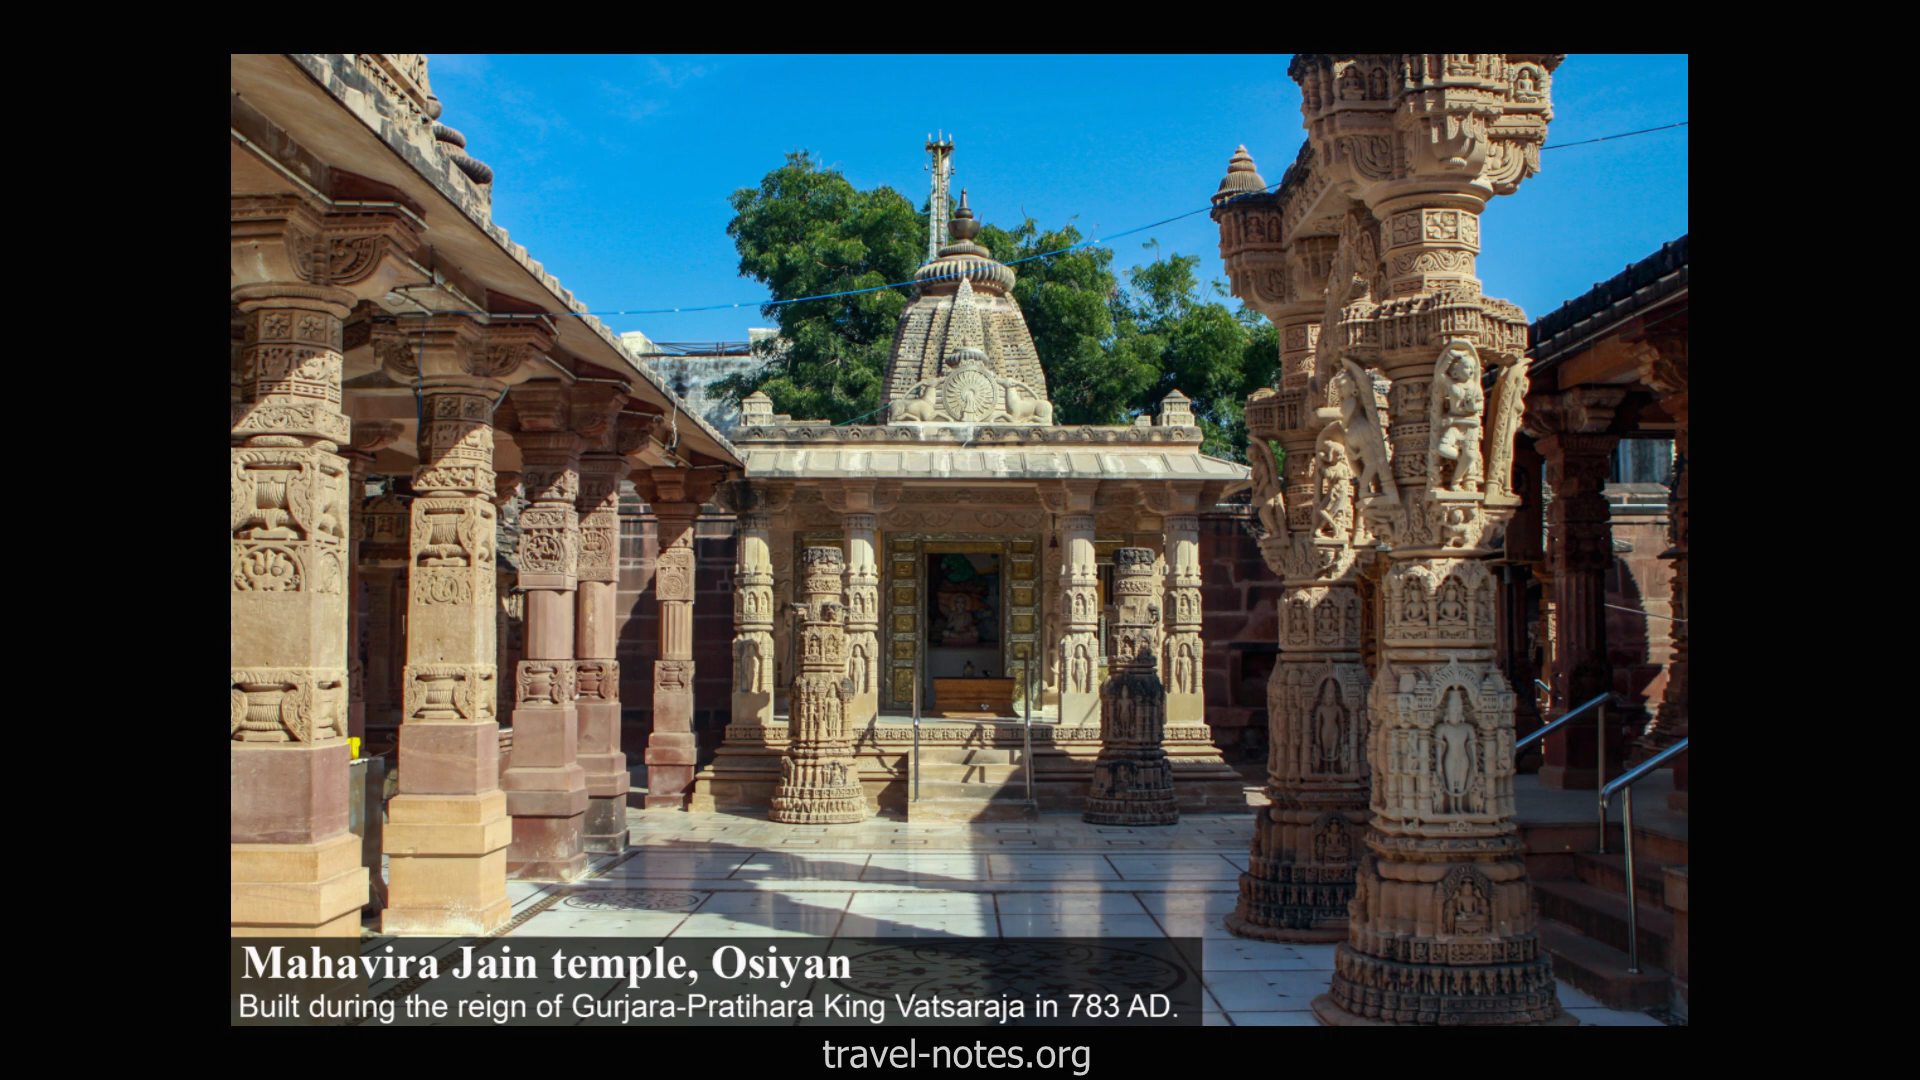 Mahavira Jain temple, Osiyan
Built during the reign of Gurjara-Pratihara King Vatsaraja in 783 AD.
travel-notes.org